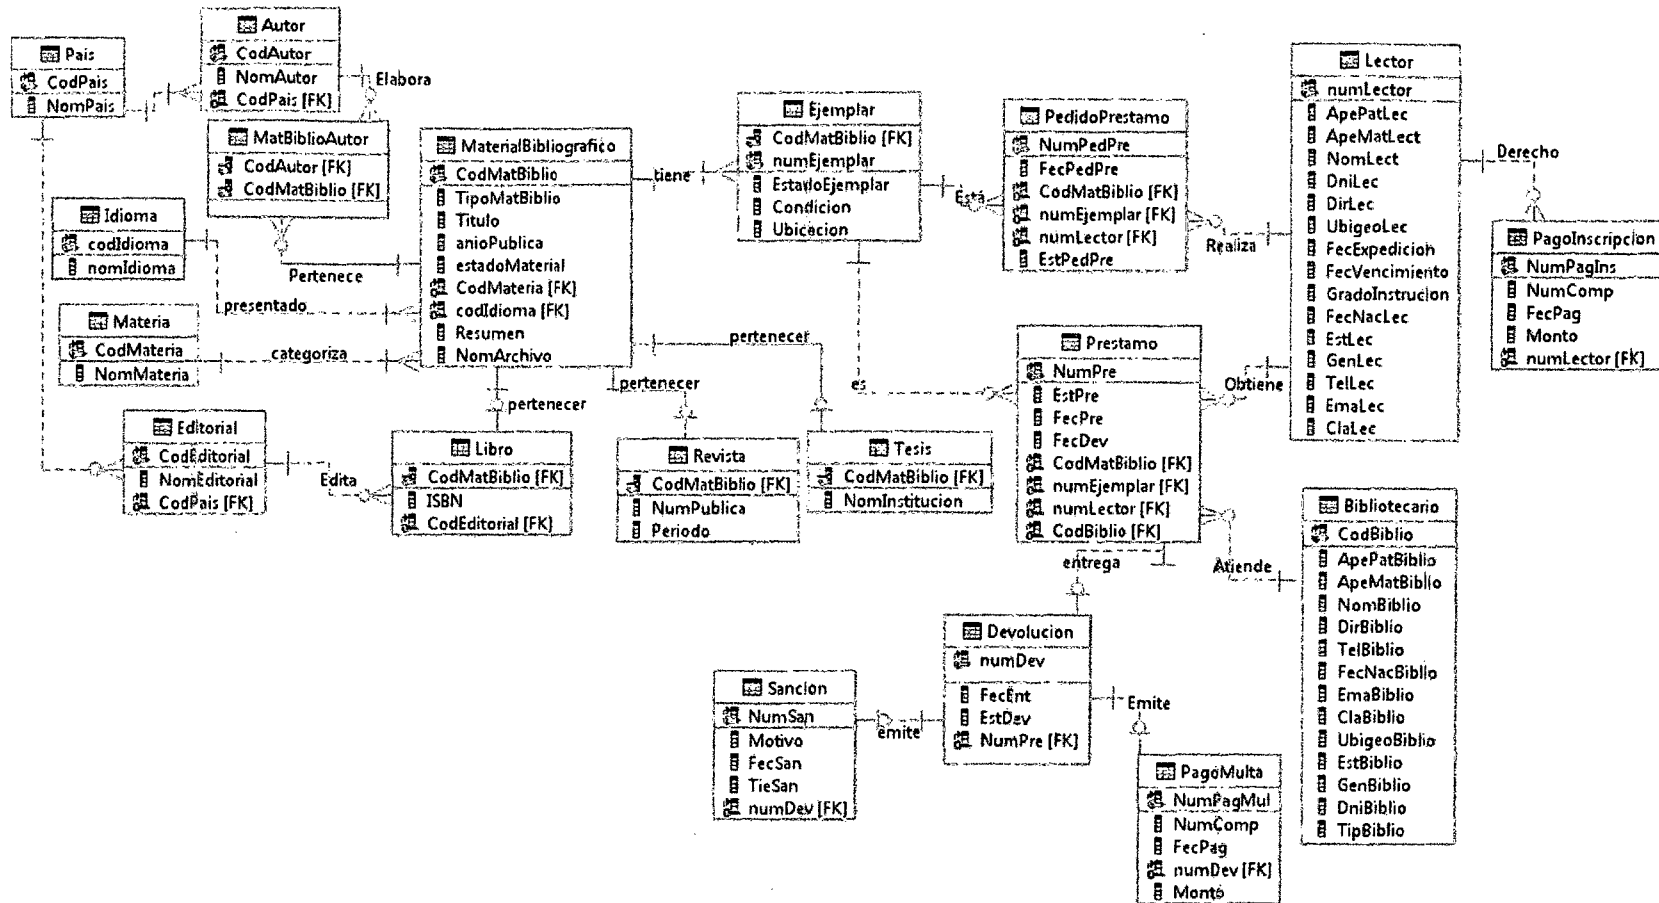 Pais
CodPais
NomPais
Autor
CodAutor
NomAutor
CodPais [FK]
Elabora
MatBiblioAutor
CodAutor [FK]
CodMatBiblio [FK]
Pertenece
Idioma
codIdioma
nomIdioma
presentado
Materia
CodMateria
NomMateria
categoriza
MaterialBibliografico
CodMatBiblio
TipoMatBiblio
Titulo
anioPublica
estadoMaterial
CodMateria [FK]
codIdioma [FK]
Resumen
NomArchivo
tiene
Ejemplar
CodMatBiblio [FK]
numEjemplar
EstadoEjemplar
Condicion
Ubicacion
Está
PedidoPrestamo
NumPedPre
FecPedPre
CodMatBiblio [FK]
numEjemplar [FK]
numLector [FK]
EstPedPre
Realiza
Lector
numLector
ApePatLec
ApeMatLect
NomLect
DniLec
DirLec
UbigeoLec
FecExpedicion
FecVencimiento
GradoInstrucion
FecNacLec
EstLec
GenLec
TelLec
EmaLec
ClaLec
Derecho
PagoInscripcion
NumPagIns
NumComp
FecPag
Monto
numLector [FK]
pertenecer
pertenecer
pertenecer
es
Obtiene
Editorial
CodEditorial
NomEditorial
CodPais [FK]
Edita
Libro
CodMatBiblio [FK]
ISBN
CodEditorial [FK]
Revista
CodMatBiblio [FK]
NumPublica
Periodo
Tesis
CodMatBiblio [FK]
NomInstitucion
Prestamo
NumPre
EstPre
FecPre
FecDev
CodMatBiblio [FK]
numEjemplar [FK]
numLector [FK]
CodBiblio [FK]
entrega
Atiende
Bibliotecario
CodBiblio
ApePatBiblio
ApeMatBiblio
NomBiblio
DirBiblio
TelBiblio
FecNacBiblio
EmaBiblio
ClaBiblio
UbigeoBiblio
EstBiblio
GenBiblio
DniBiblio
TipBiblio
Devolucion
numDev
FecEnt
EstDev
NumPre [FK]
Sancion
NumSan
Motivo
FecSan
TieSan
numDev [FK]
emite
Emite
PagoMulta
NumPagMul
NumComp
FecPag
numDev [FK]
Monto